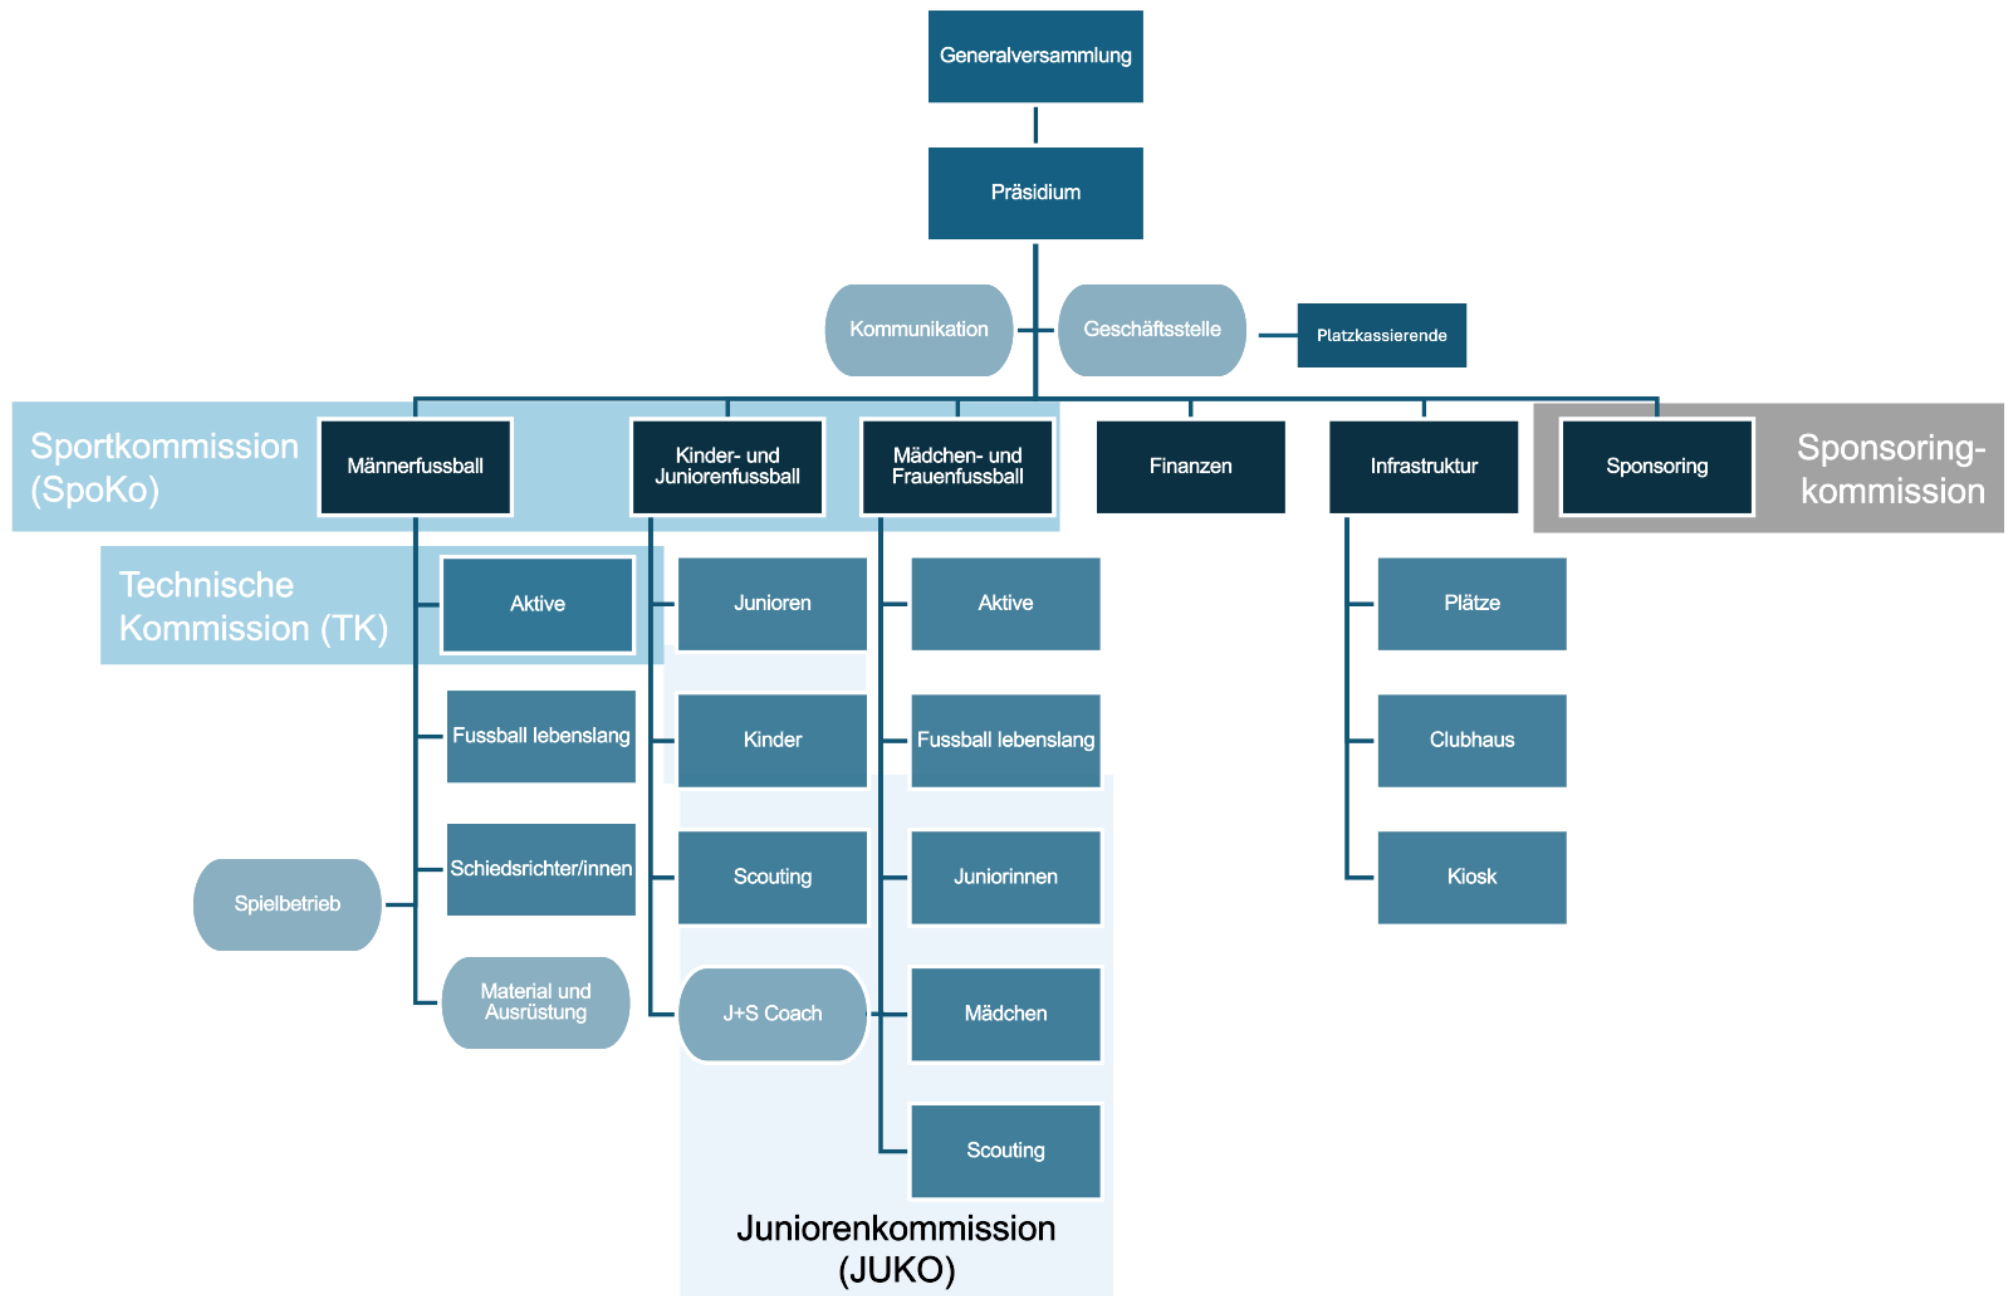 Generalversammlung
Präsidium
Kommunikation
Geschäftsstelle
Platzkassierende
Sportkommission
(SpoKo)
Männerfussball
Kinder- und
Juniorenfussball
Mädchen- und
Frauenfussball
Finanzen
Infrastruktur
Sponsoring
Sponsoring-
kommission
Technische
Kommission (TK)
Aktive
Junioren
Aktive
Plätze
Fussball lebenslang
Kinder
Fussball lebenslang
Clubhaus
Schiedsrichter/innen
Scouting
Juniorinnen
Kiosk
Spielbetrieb
Material und
Ausrüstung
J+S Coach
Mädchen
Scouting
Juniorenkommission
(JUKO)